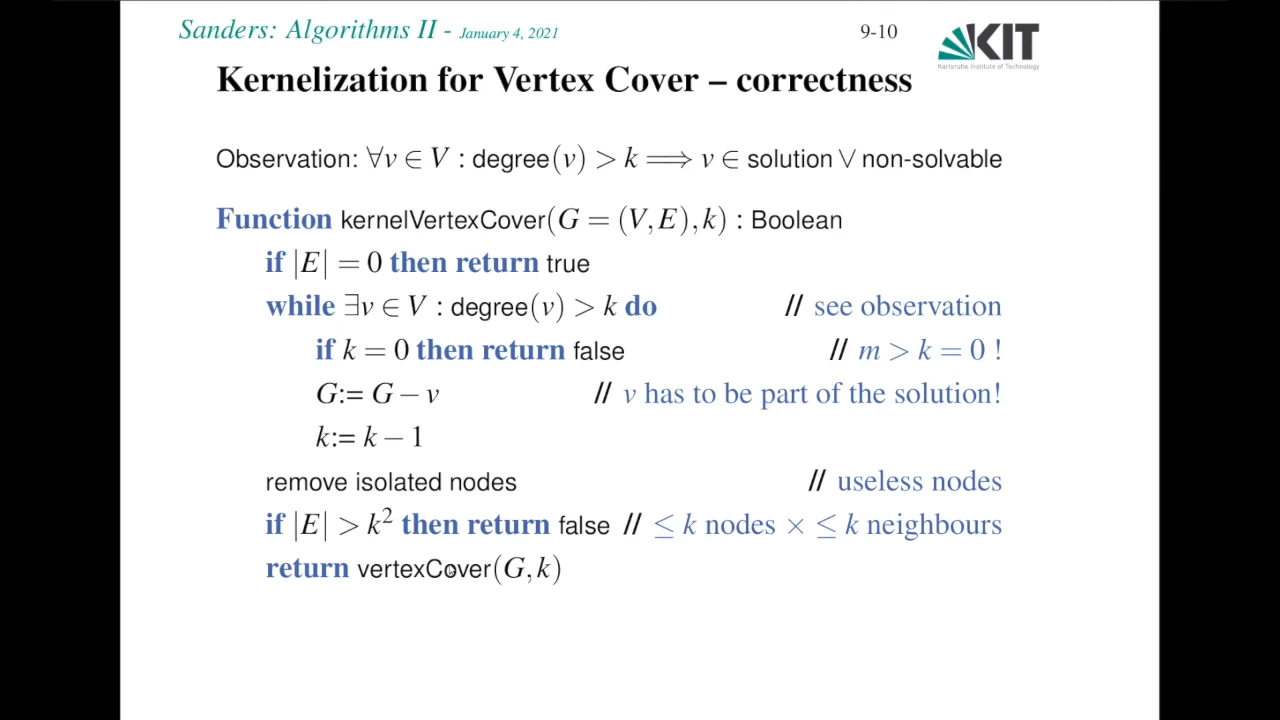 Sanders: Algorithms II - January 4, 2021 9-10
KIT
Karlsruhe Institute of Technology
Kernelization for Vertex Cover – correctness
Observation: ∀v ∈ V : degree(v) > k ⟹ v ∈ solution ∨ non-solvable
Function kernelVertexCover(G = (V, E), k) : Boolean
if |E| = 0 then return true
while ∃v ∈ V : degree(v) > k do // see observation
if k = 0 then return false // m > k = 0 !
G:= G − v // v has to be part of the solution!
k:= k − 1
remove isolated nodes // useless nodes
if |E| > k² then return false // ≤ k nodes × ≤ k neighbours
return vertexCover(G, k)